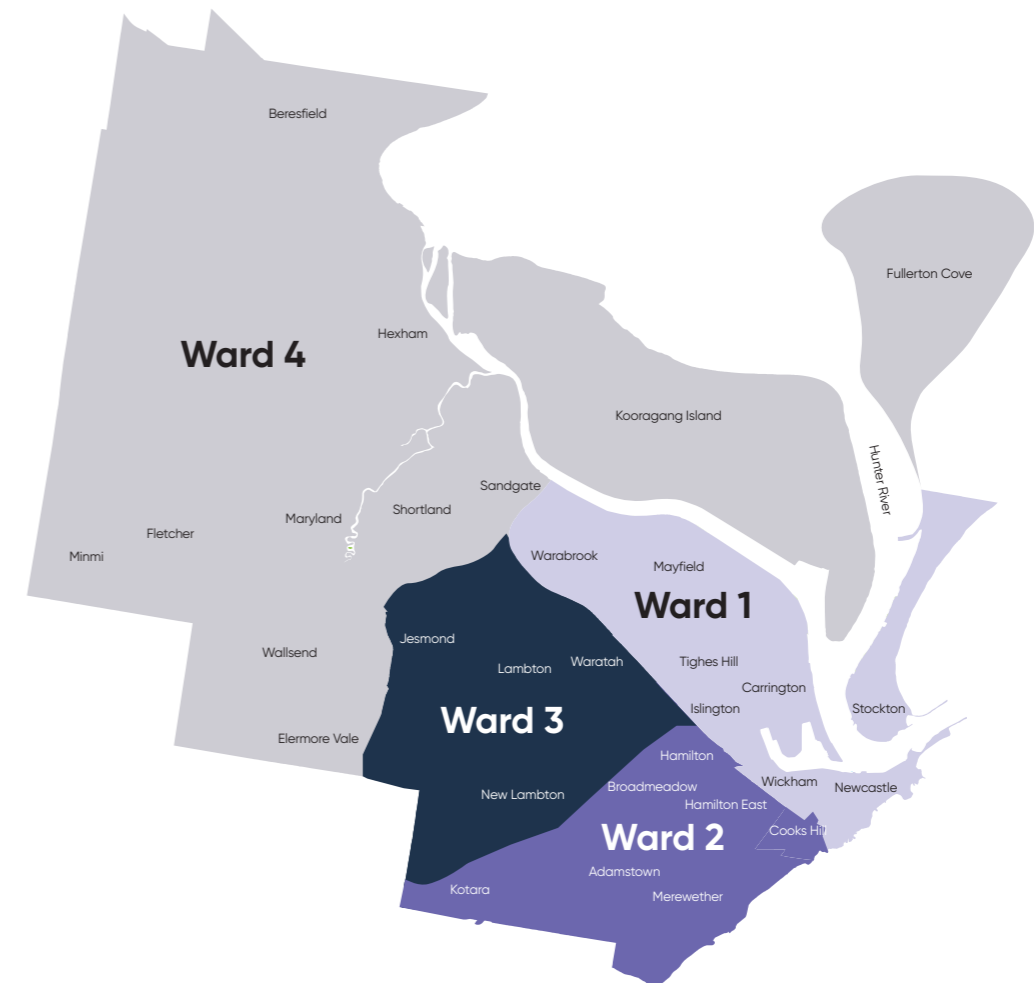 Beresfield
Fullerton Cove
Hexham
Ward 4
Kooragang Island
Hunter River
Sandgate
Shortland
Maryland
Fletcher
Minmi
Warabrook
Mayfield
Ward 1
Jesmond
Wallsend
Lambton
Waratah
Tighes Hill
Carrington
Islington
Stockton
Ward 3
Elermore Vale
Hamilton
Wickham
Newcastle
Broadmeadow
New Lambton
Hamilton East
Cooks Hill
Ward 2
Adamstown
Kotara
Merewether